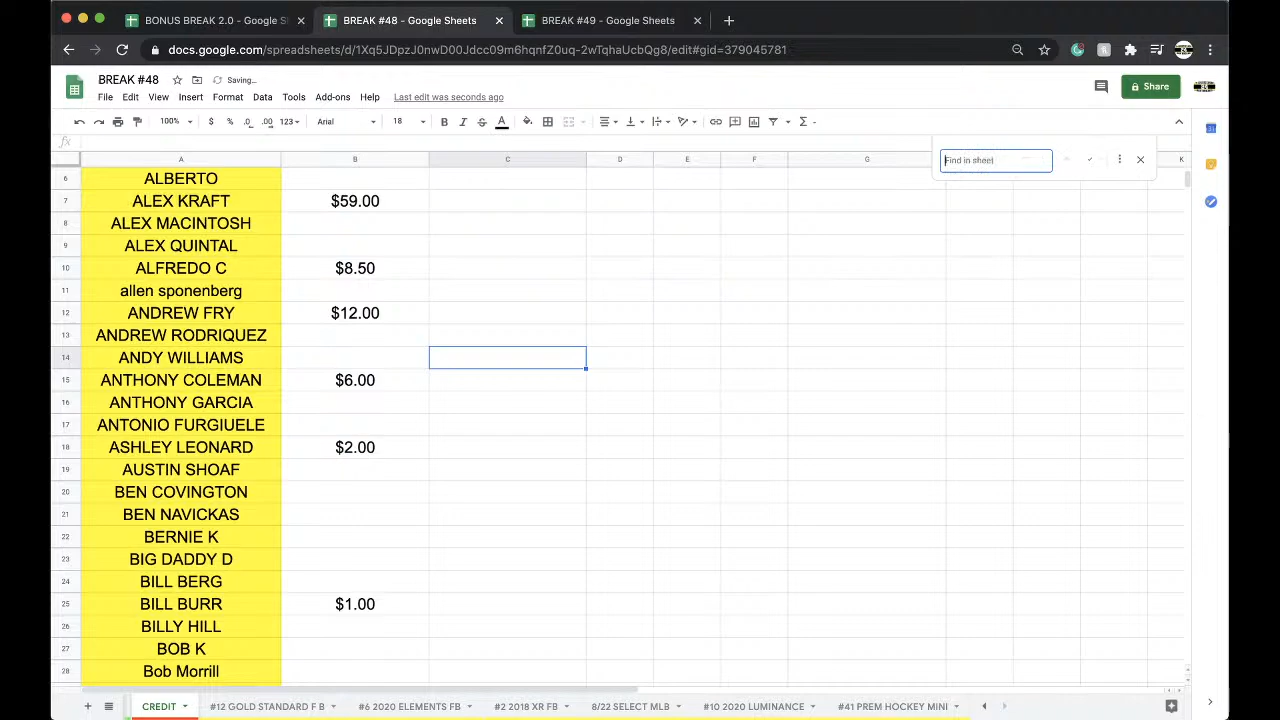 BONUS BREAK 2.0 - Google S
BREAK #48 - Google Sheets
BREAK #49 - Google Sheets
docs.google.com/spreadsheets/d/1Xq5JDpzJ0nwD00Jdcc09m6hqnfZ0uq-2wTqhaUcbQg8/edit#gid=379045781
BREAK #48
Saving...
File Edit View Insert Format Data Tools Add-ons Help Last edit was seconds ago
Share
100% $ % .0 .00 123 Arial 18 B I S A
fx
Find in sheet
A B C D E F G K
6 ALBERTO
7 ALEX KRAFT $59.00
8 ALEX MACINTOSH
9 ALEX QUINTAL
10 ALFREDO C $8.50
11 allen sponenberg
12 ANDREW FRY $12.00
13 ANDREW RODRIQUEZ
14 ANDY WILLIAMS
15 ANTHONY COLEMAN $6.00
16 ANTHONY GARCIA
17 ANTONIO FURGIUELE
18 ASHLEY LEONARD $2.00
19 AUSTIN SHOAF
20 BEN COVINGTON
21 BEN NAVICKAS
22 BERNIE K
23 BIG DADDY D
24 BILL BERG
25 BILL BURR $1.00
26 BILLY HILL
27 BOB K
28 Bob Morrill
CREDIT #12 GOLD STANDARD F B #6 2020 ELEMENTS FB #2 2018 XR FB 8/22 SELECT MLB #10 2020 LUMINANCE #41 PREM HOCKEY MINI